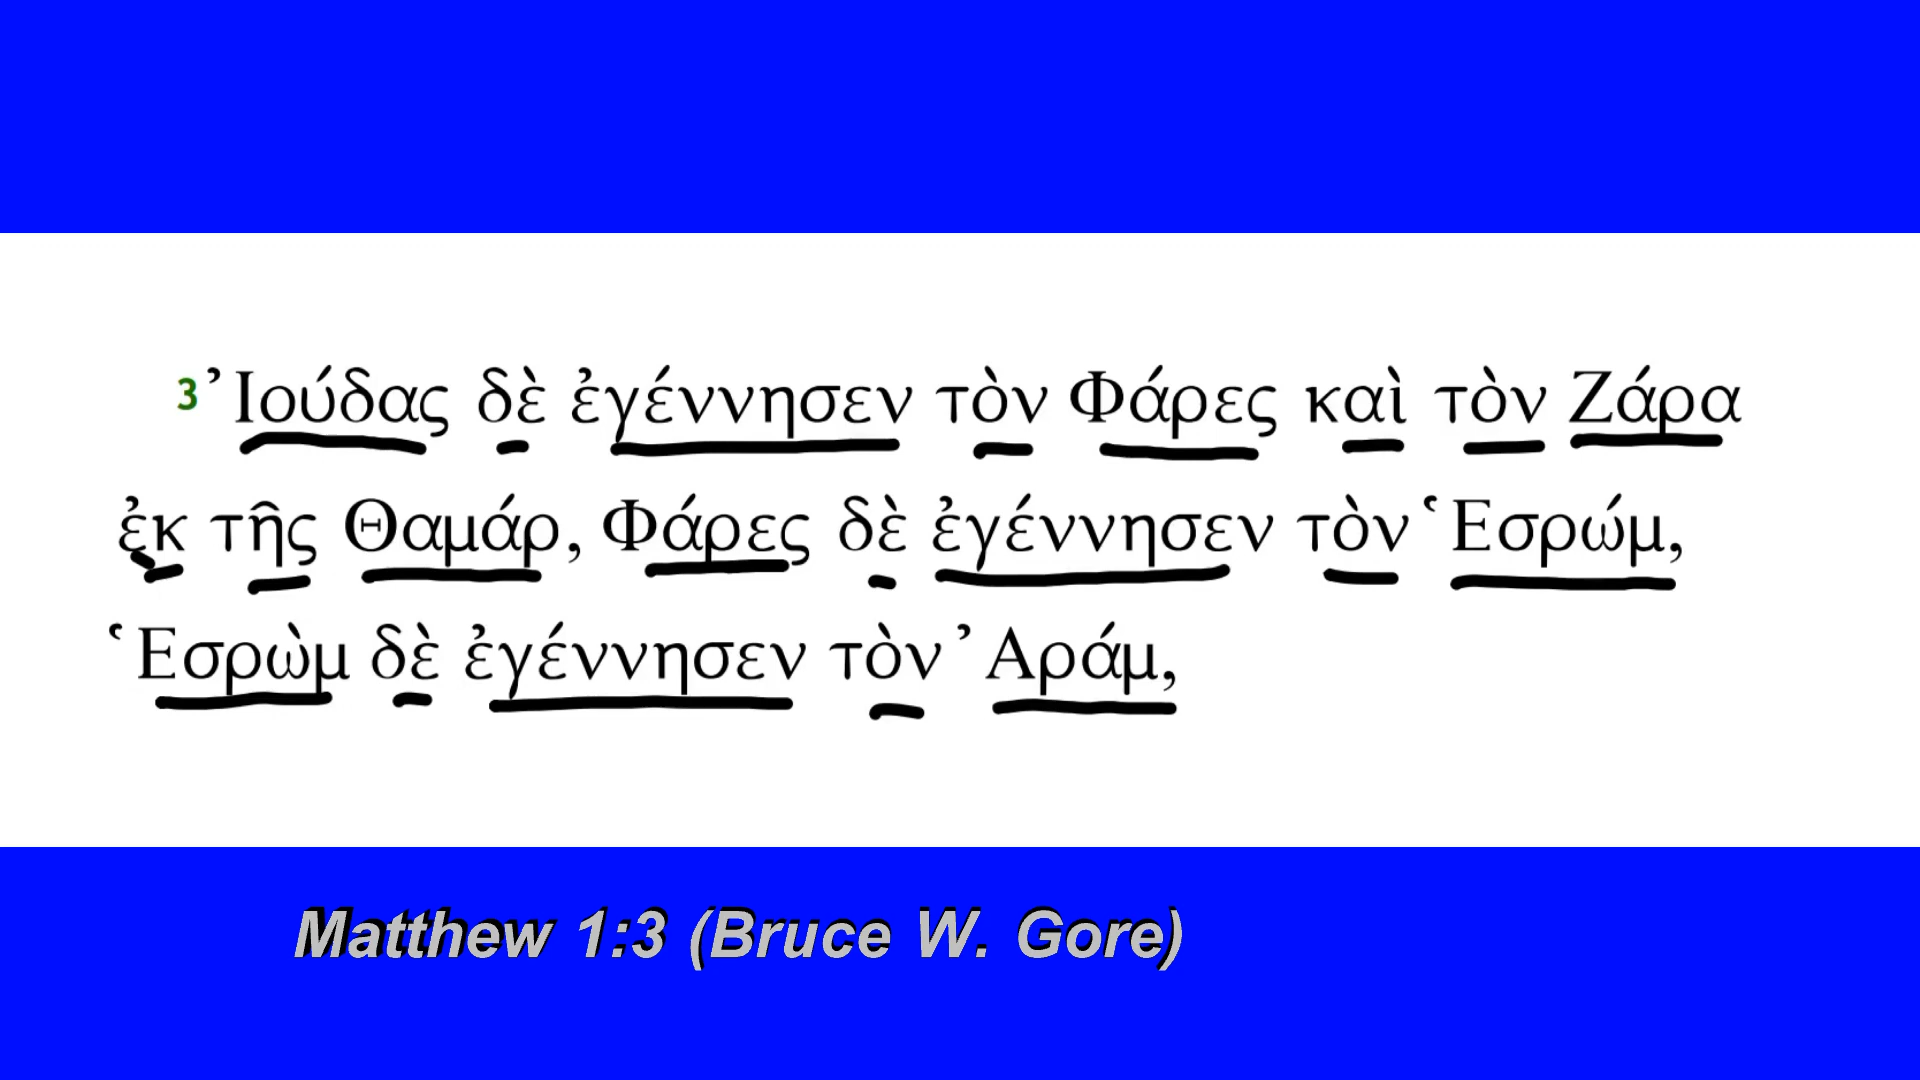 3 Ἰούδας δὲ ἐγέννησεν τὸν Φάρες καὶ τὸν Ζάρα
ἐκ τῆς Θαμάρ, Φάρες δὲ ἐγέννησεν τὸν Ἑσρώμ,
Ἑσρὼμ δὲ ἐγέννησεν τὸν Ἀράμ,
Matthew 1:3 (Bruce W. Gore)